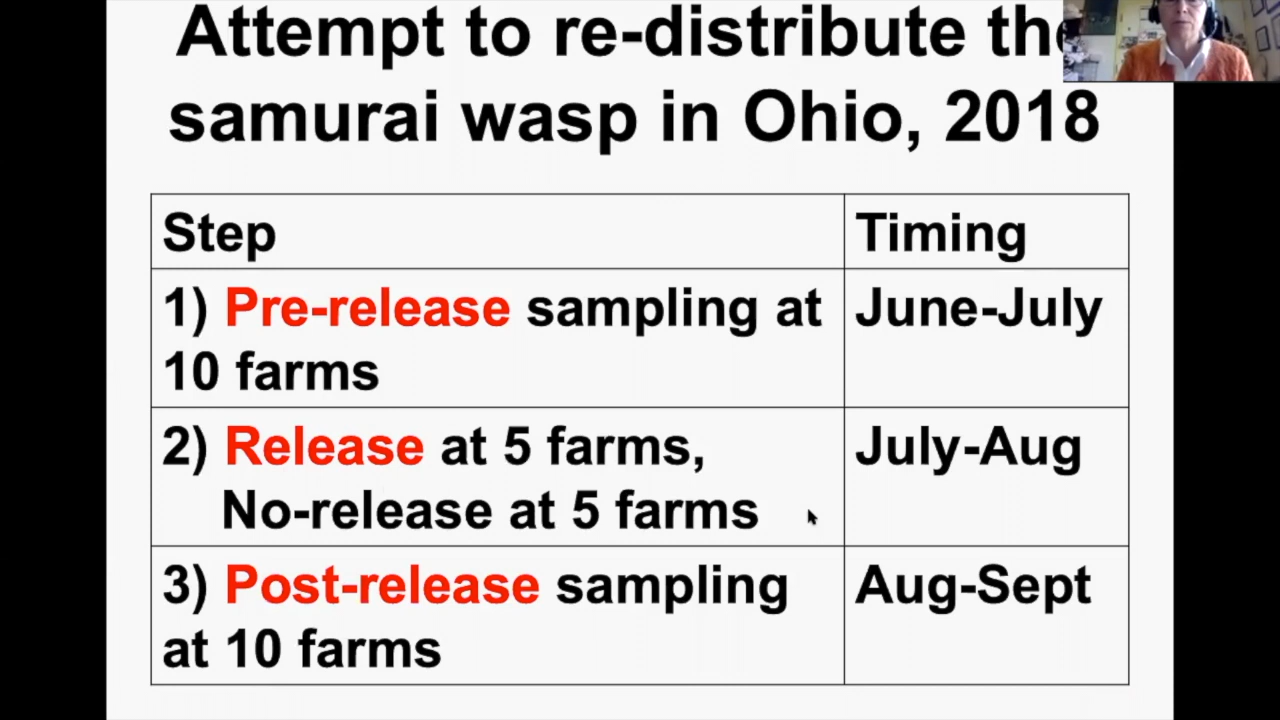 Attempt to re-distribute the
samurai wasp in Ohio, 2018
Step
Timing
1) Pre-release sampling at
10 farms
June-July
2) Release at 5 farms,
No-release at 5 farms
July-Aug
3) Post-release sampling
at 10 farms
Aug-Sept